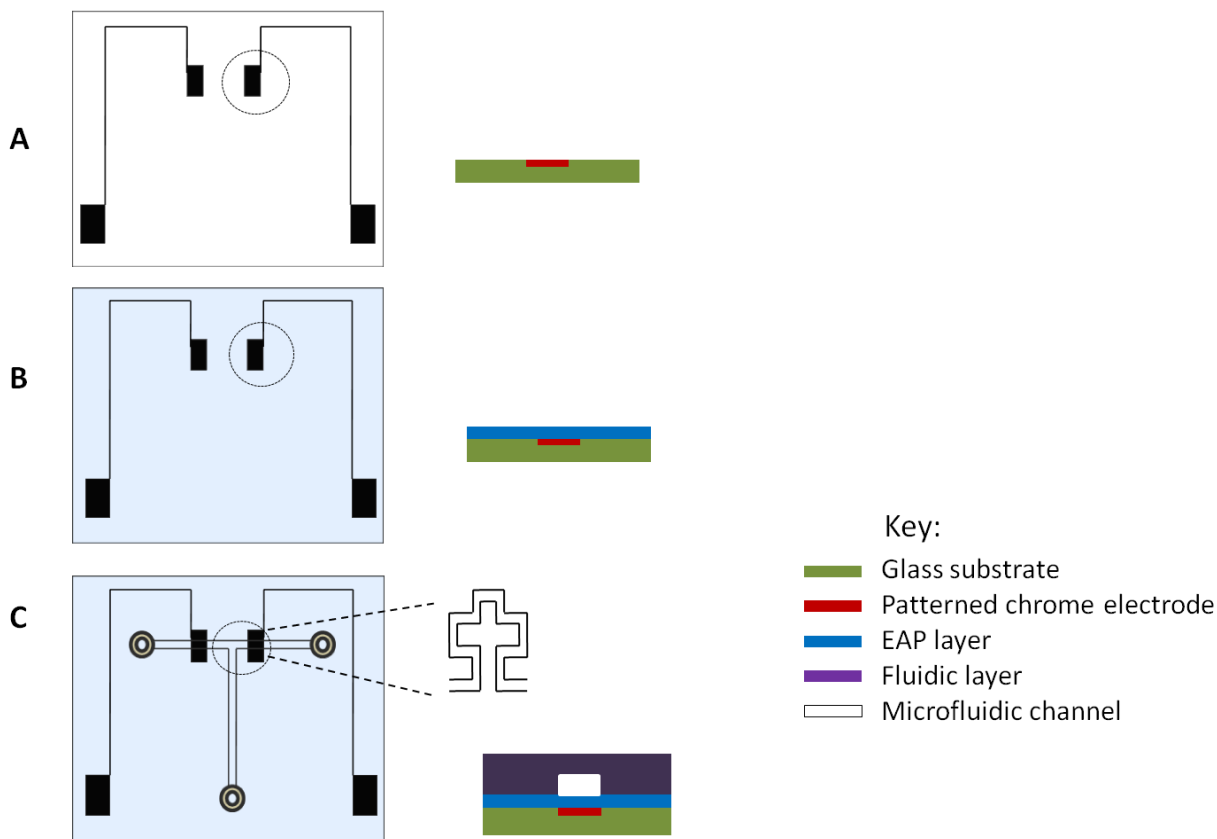 A
B
C
Key:
Glass substrate
Patterned chrome electrode
EAP layer
Fluidic layer
Microfluidic channel